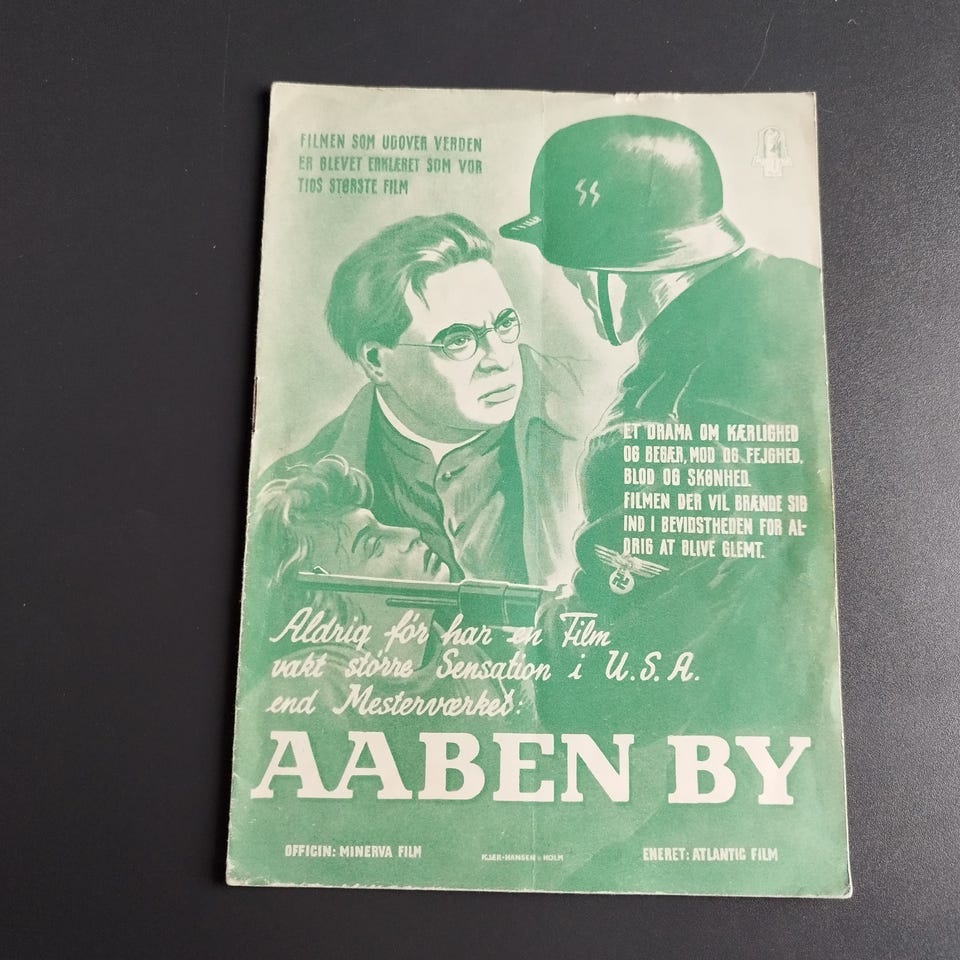 FILMEN SOM UDOVER VERDEN
ER BLEVET ERKLÆRET SOM VOR
TIDS STØRSTE FILM
SS
ET DRAMA OM KÆRLIGHED
OG BEGÆR, MOD OG FEJGHED,
BLOD OG SKØNHED.
FILMEN DER VIL BRÆNDE SIG
IND I BEVIDSTHEDEN FOR AL-
DRIG AT BLIVE GLEMT.
Aldrig før har en Film
vakt større Sensation i U.S.A.
end Mesterværket:
AABEN BY
OFFICIN: MINERVA FILM
KJÆR-HANSEN & HOLM
ENERET: ATLANTIC FILM